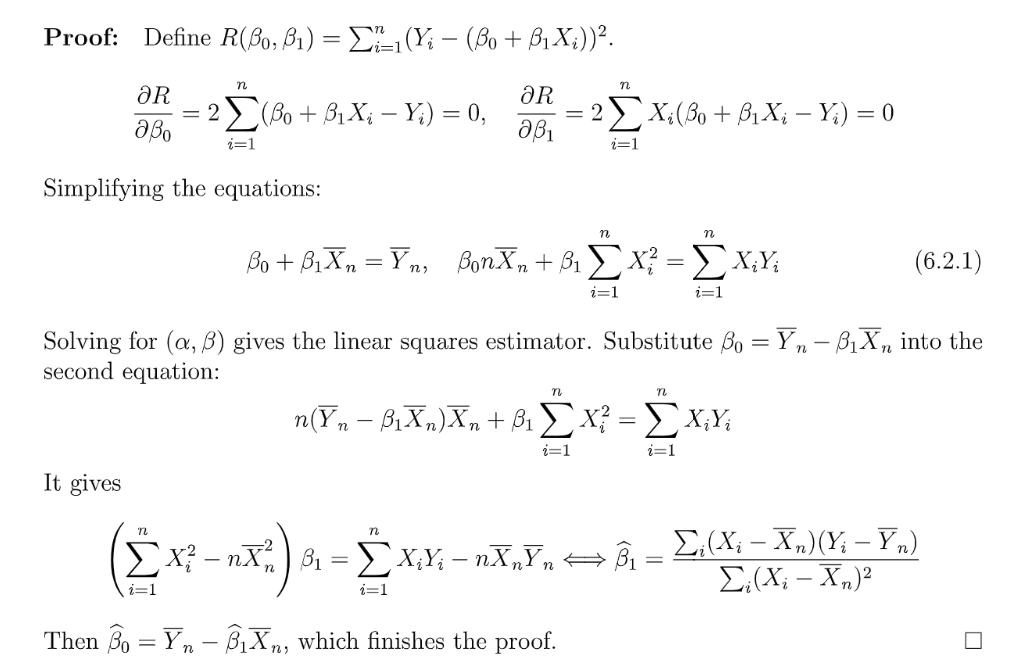 Proof: Define $R(\beta_0, \beta_1) = \sum_{i=1}^{n}(Y_i - (\beta_0 + \beta_1 X_i))^2$.
$\frac{\partial R}{\partial \beta_0} = 2\sum_{i=1}^{n}(\beta_0 + \beta_1 X_i - Y_i) = 0, \quad \frac{\partial R}{\partial \beta_1} = 2\sum_{i=1}^{n} X_i(\beta_0 + \beta_1 X_i - Y_i) = 0$
Simplifying the equations:
$\beta_0 + \beta_1 \overline{X}_n = \overline{Y}_n, \quad \beta_0 n\overline{X}_n + \beta_1 \sum_{i=1}^{n} X_i^2 = \sum_{i=1}^{n} X_i Y_i$ (6.2.1)
Solving for $(\alpha, \beta)$ gives the linear squares estimator. Substitute $\beta_0 = \overline{Y}_n - \beta_1 \overline{X}_n$ into the
second equation:
$n(\overline{Y}_n - \beta_1 \overline{X}_n)\overline{X}_n + \beta_1 \sum_{i=1}^{n} X_i^2 = \sum_{i=1}^{n} X_i Y_i$
It gives
$\left(\sum_{i=1}^{n} X_i^2 - n\overline{X}_n^2\right)\beta_1 = \sum_{i=1}^{n} X_i Y_i - n\overline{X}_n\overline{Y}_n \Longleftrightarrow \widehat{\beta}_1 = \frac{\sum_i (X_i - \overline{X}_n)(Y_i - \overline{Y}_n)}{\sum_i (X_i - \overline{X}_n)^2}$
Then $\widehat{\beta}_0 = \overline{Y}_n - \widehat{\beta}_1 \overline{X}_n$, which finishes the proof. □